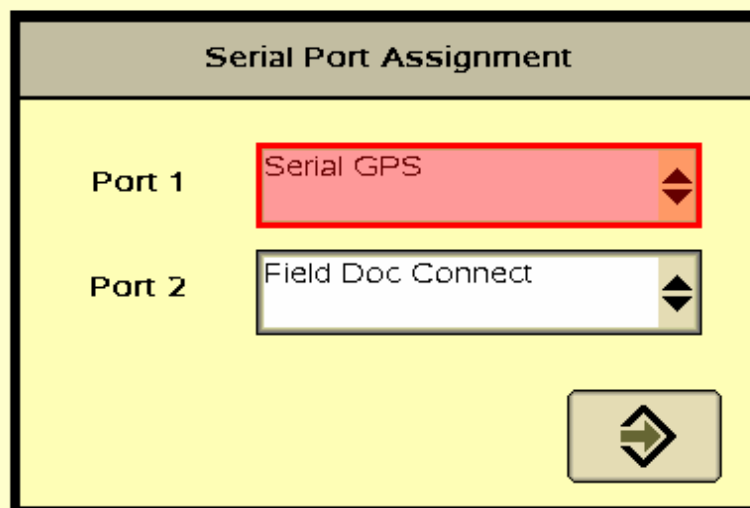 Serial Port Assignment
Port 1
Serial GPS
Port 2
Field Doc Connect